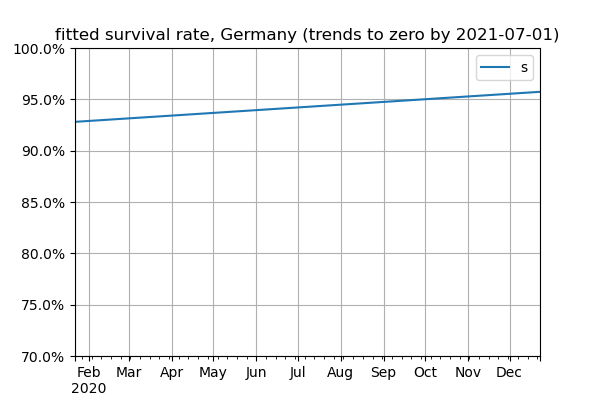 fitted survival rate, Germany (trends to zero by 2021-07-01)
100.0%
s
95.0%
90.0%
85.0%
80.0%
75.0%
70.0%
Feb Mar Apr May Jun Jul Aug Sep Oct Nov Dec
2020